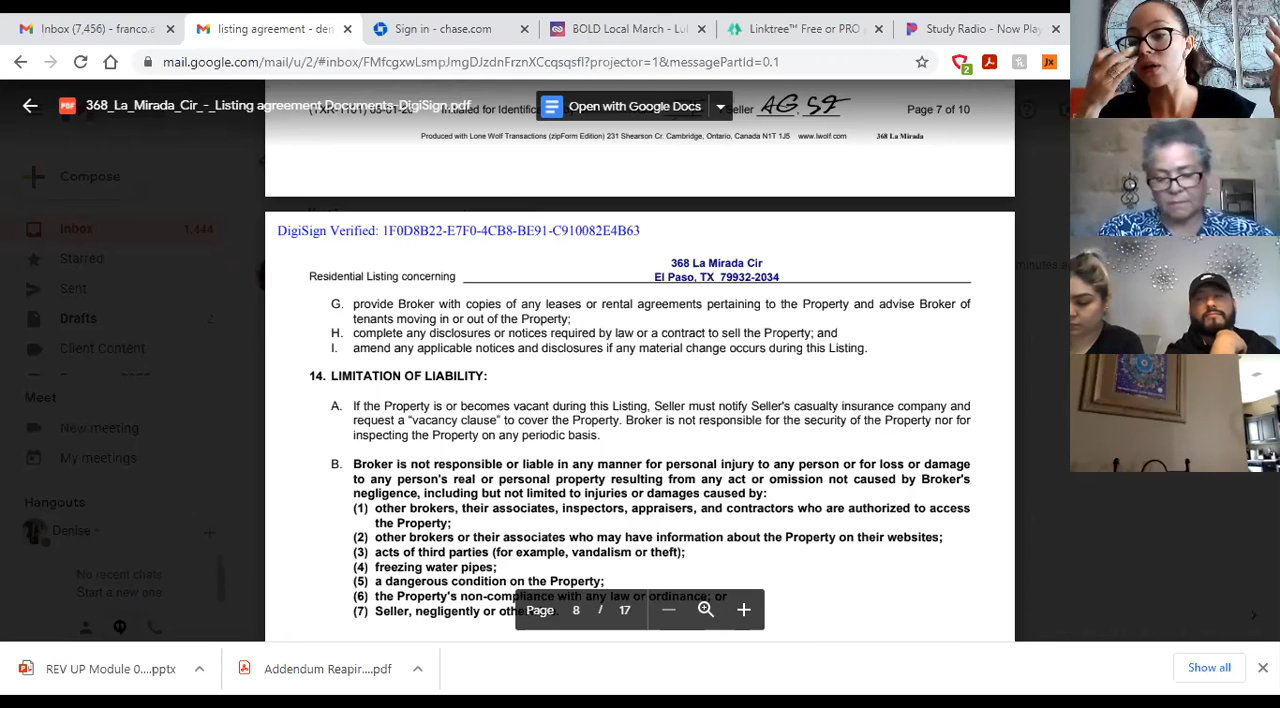 Inbox (7,456) - franco.a
listing agreement - den
Sign in - chase.com
BOLD Local March - Lul
Linktree™ Free or PRO
Study Radio - Now Play
mail.google.com/mail/u/2/#inbox/FMfcgxwLsmpJmgDJzdnFrznXCcqsqsfl?projector=1&messagePartId=0.1
2
Jx
PDF 368_La_Mirada_Cir_-_Listing agreement Documents-DigiSign.pdf
Open with Google Docs
Seller AG, SZ Page 7 of 10
Produced with Lone Wolf Transactions (zipForm Edition) 231 Shearson Cr. Cambridge, Ontario, Canada N1T 1J5 www.lwolf.com 368 La Mirada
Compose
Inbox 1,444
Starred
Sent
Drafts 2
Client Content
Meet
New meeting
My meetings
Hangouts
Denise
No recent chats
Start a new one
DigiSign Verified: 1F0D8B22-E7F0-4CB8-BE91-C910082E4B63
368 La Mirada Cir
Residential Listing concerning El Paso, TX 79932-2034
G. provide Broker with copies of any leases or rental agreements pertaining to the Property and advise Broker of
tenants moving in or out of the Property;
H. complete any disclosures or notices required by law or a contract to sell the Property; and
I. amend any applicable notices and disclosures if any material change occurs during this Listing.
14. LIMITATION OF LIABILITY:
A. If the Property is or becomes vacant during this Listing, Seller must notify Seller's casualty insurance company and
request a “vacancy clause” to cover the Property. Broker is not responsible for the security of the Property nor for
inspecting the Property on any periodic basis.
B. Broker is not responsible or liable in any manner for personal injury to any person or for loss or damage
to any person's real or personal property resulting from any act or omission not caused by Broker's
negligence, including but not limited to injuries or damages caused by:
(1) other brokers, their associates, inspectors, appraisers, and contractors who are authorized to access
the Property;
(2) other brokers or their associates who may have information about the Property on their websites;
(3) acts of third parties (for example, vandalism or theft);
(4) freezing water pipes;
(5) a dangerous condition on the Property;
(6) the Property's non-compliance with any law or ordinance; or
(7) Seller, negligently or
Page 8 / 17
REV UP Module 0....pptx
Addendum Reapir....pdf
Show all